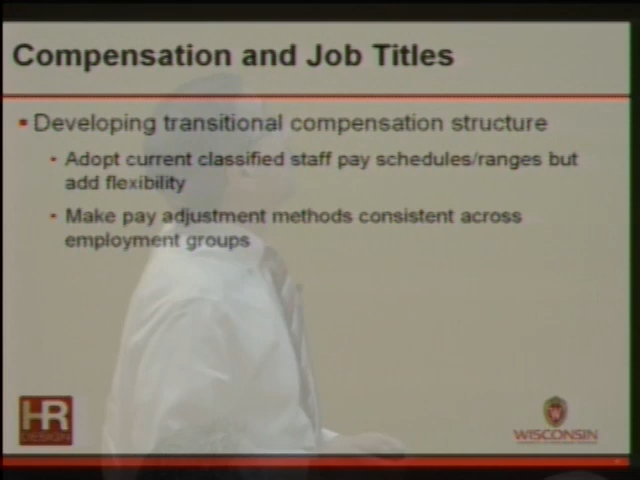 Compensation and Job Titles
Developing transitional compensation structure
Adopt current classified staff pay schedules/ranges but
add flexibility
Make pay adjustment methods consistent across
employment groups
HR
DESIGN
W
WISCONSIN